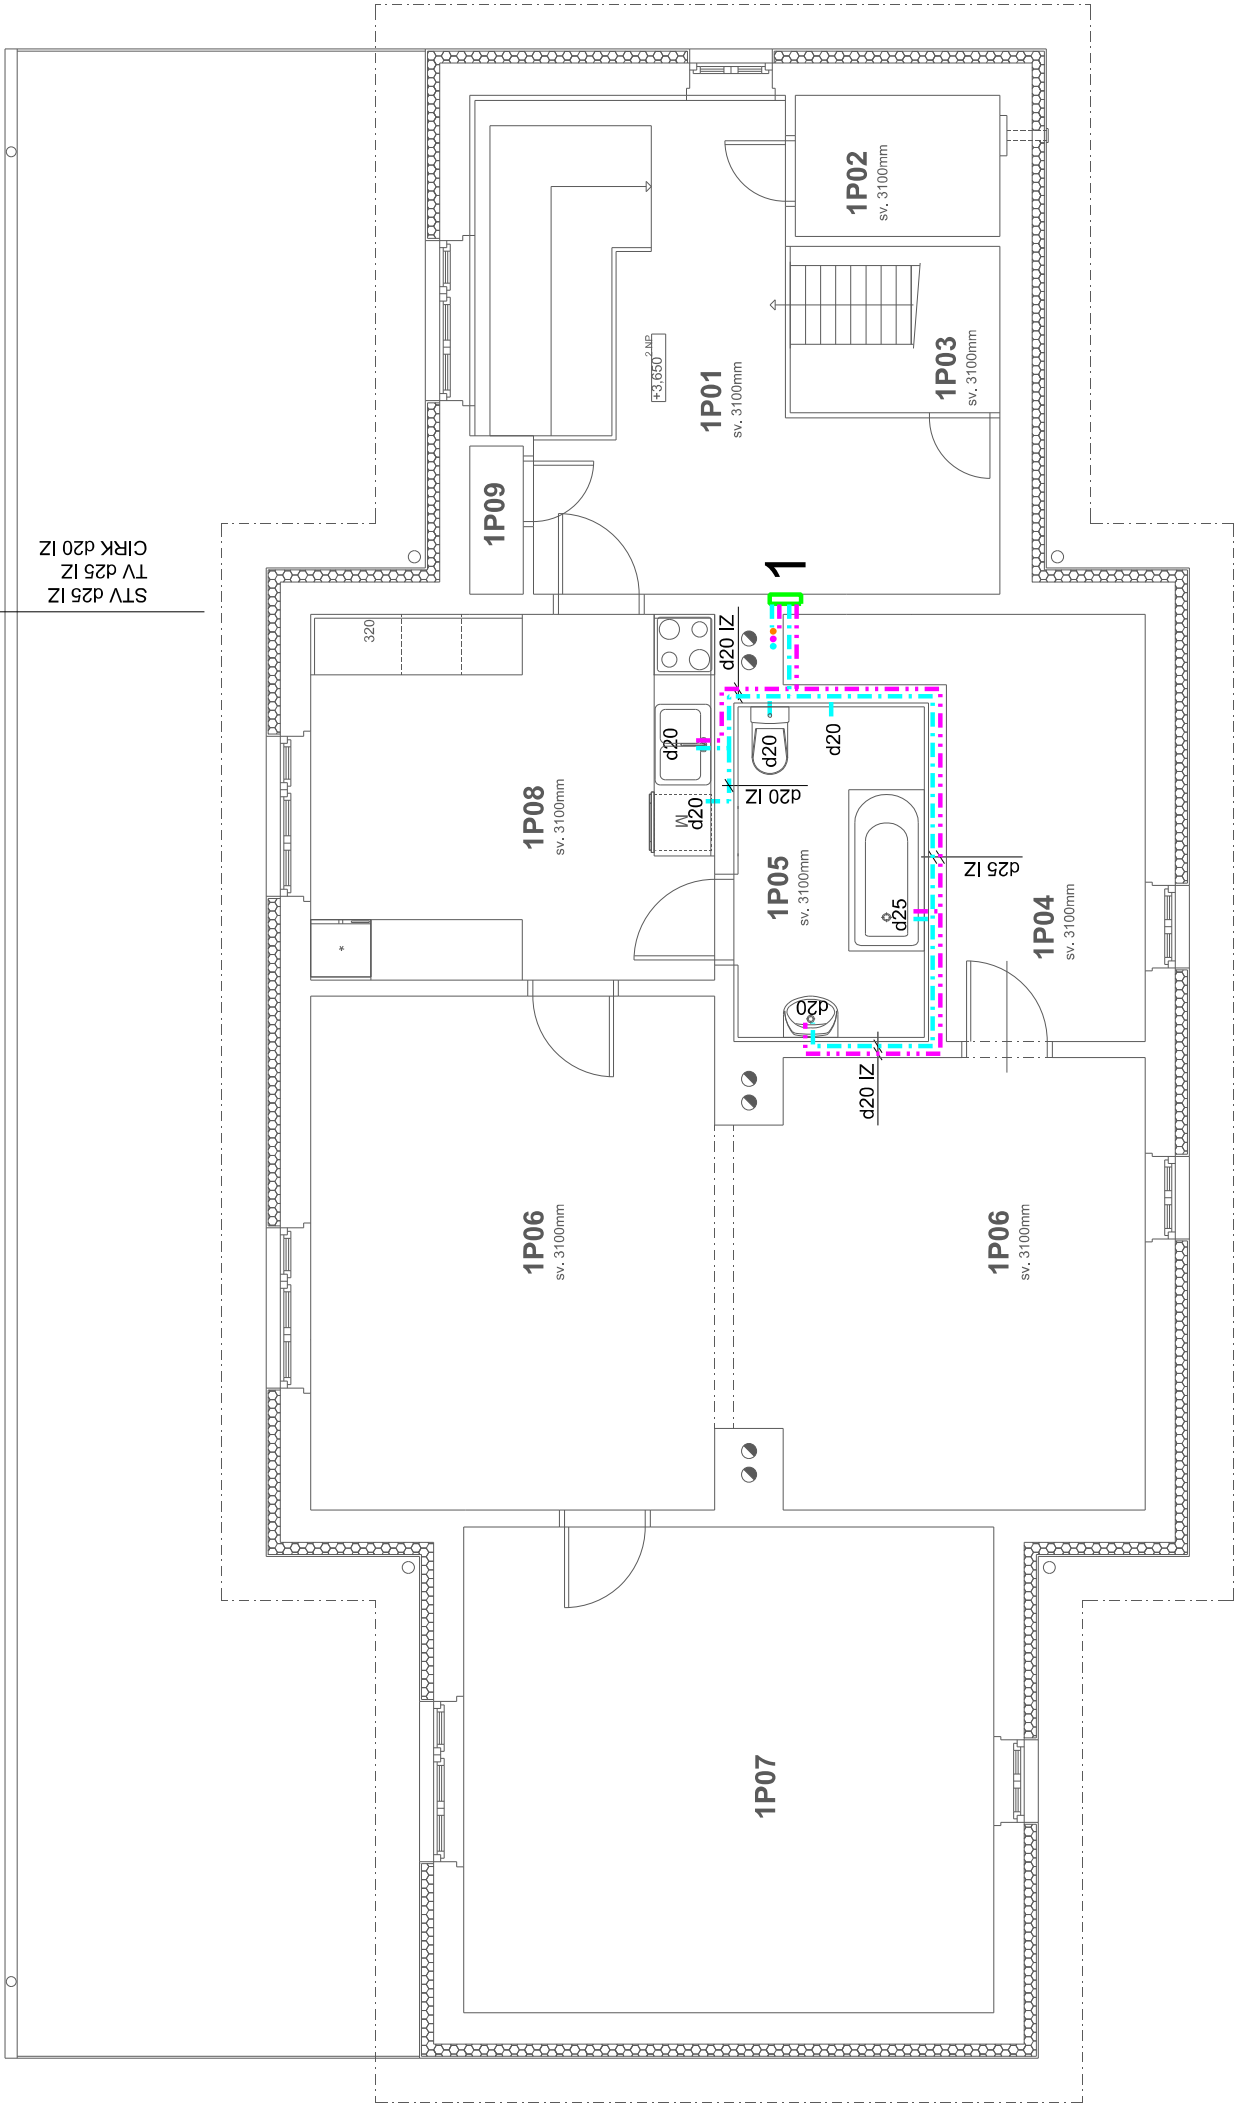 CIRK d20 IZ
TV d25 IZ
STV d25 IZ
1P02
sv. 3100mm
1P03
sv. 3100mm
1P01
sv. 3100mm
+3,650
2.NP
1P09
1
320
d20 IZ
d20
d20
d20
d20
M
d20 IZ
1P08
sv. 3100mm
1P05
sv. 3100mm
d25 IZ
d25
1P04
sv. 3100mm
*
d20
d20 IZ
1P06
sv. 3100mm
1P06
sv. 3100mm
1P07